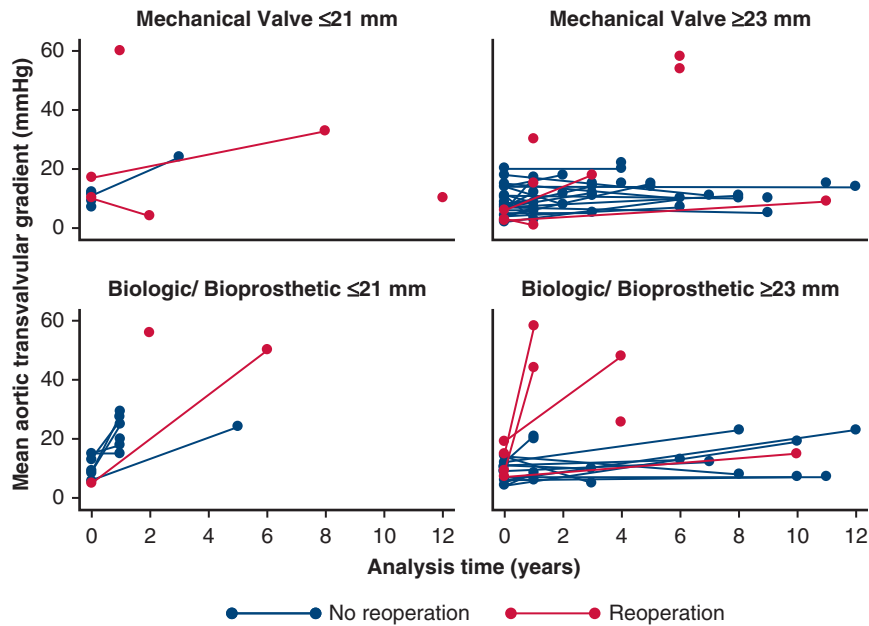 Mechanical Valve ≤21 mm
Mechanical Valve ≥23 mm
Mean aortic transvalvular gradient (mmHg)
60
40
20
0
Biologic/ Bioprosthetic ≤21 mm
Biologic/ Bioprosthetic ≥23 mm
60
40
20
0
0 2 4 6 8 10 12
0 2 4 6 8 10 12
Analysis time (years)
No reoperation
Reoperation